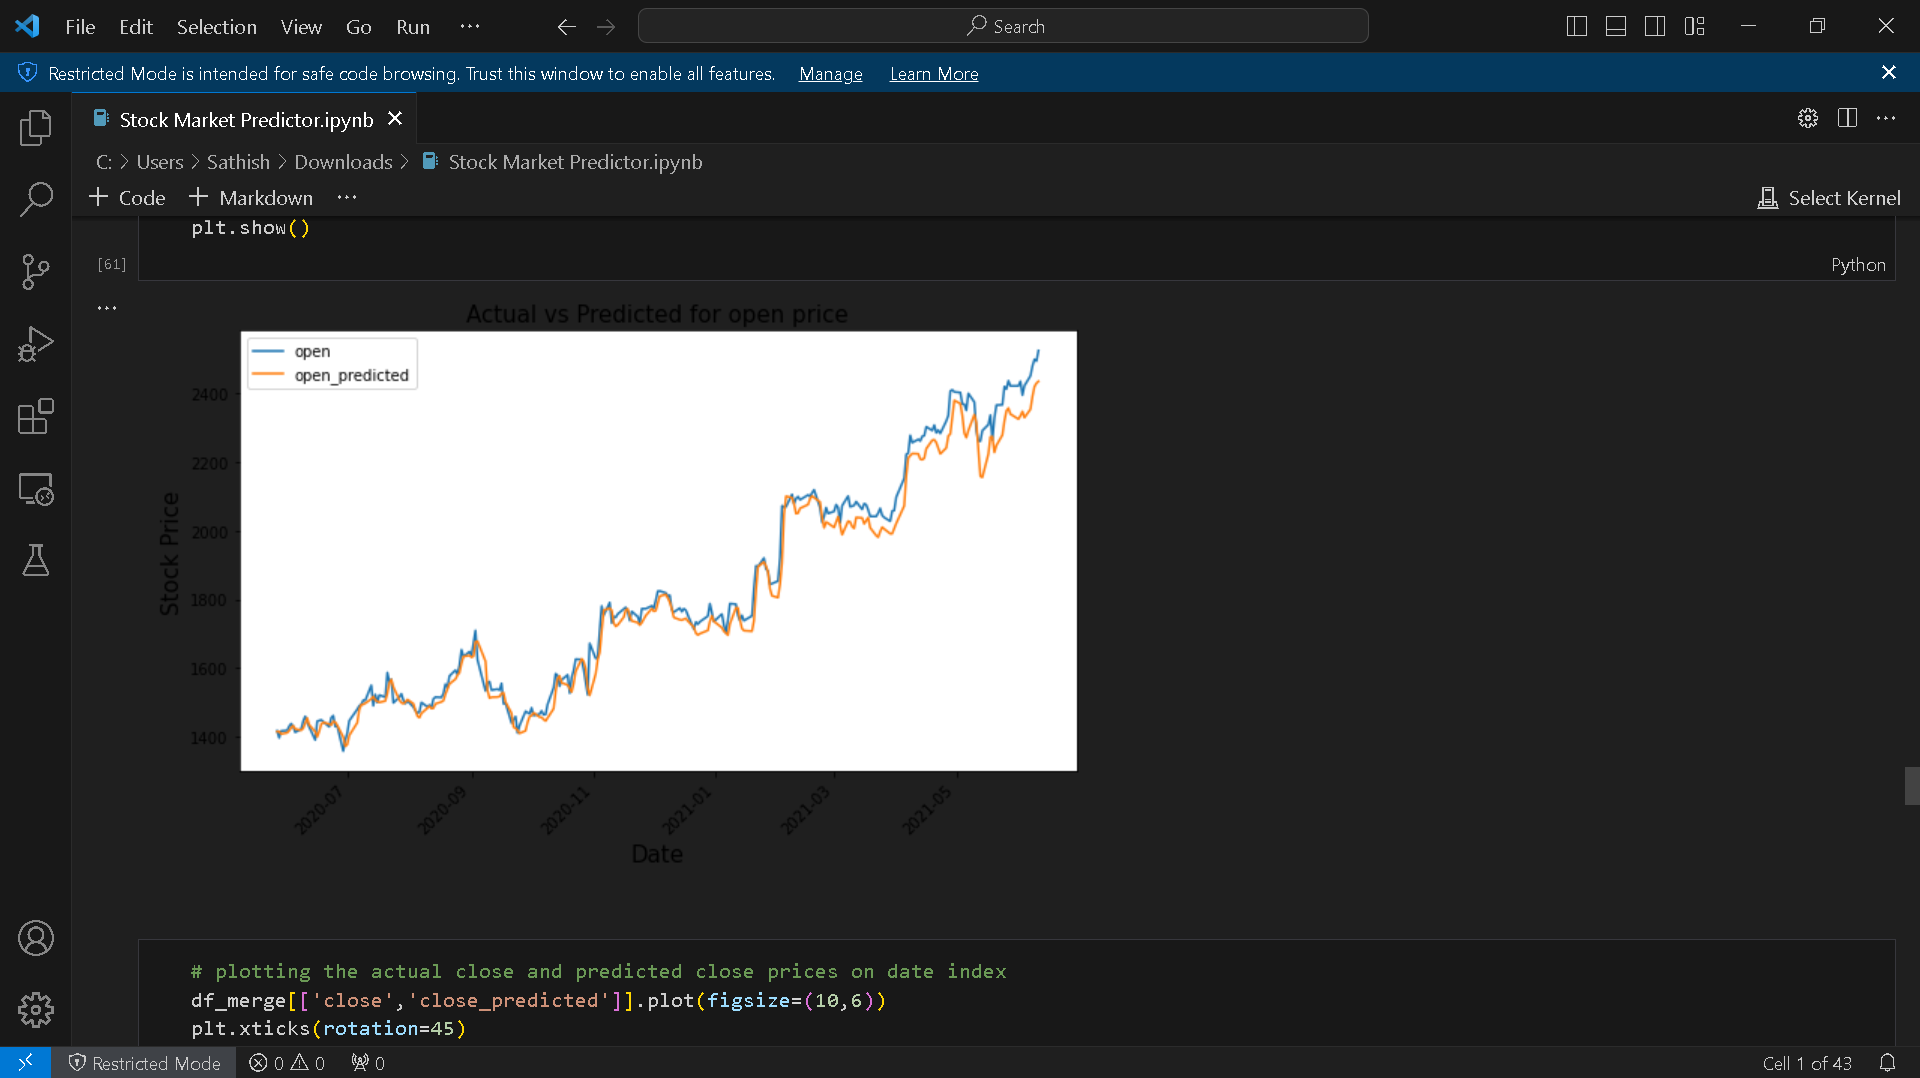 File Edit Selection View Go Run ···
Search
Restricted Mode is intended for safe code browsing. Trust this window to enable all features. Manage Learn More
Stock Market Predictor.ipynb
C: > Users > Sathish > Downloads > Stock Market Predictor.ipynb
+ Code + Markdown ···
Select Kernel
plt.show()
[61]
Python
···
Actual vs Predicted for open price
open
open_predicted
2400
2200
2000
1800
1600
1400
Stock Price
2020-07 2020-09 2020-11 2021-01 2021-03 2021-05
Date
# plotting the actual close and predicted close prices on date index
df_merge[['close','close_predicted']].plot(figsize=(10,6))
plt.xticks(rotation=45)
Restricted Mode 0 0 0
Cell 1 of 43